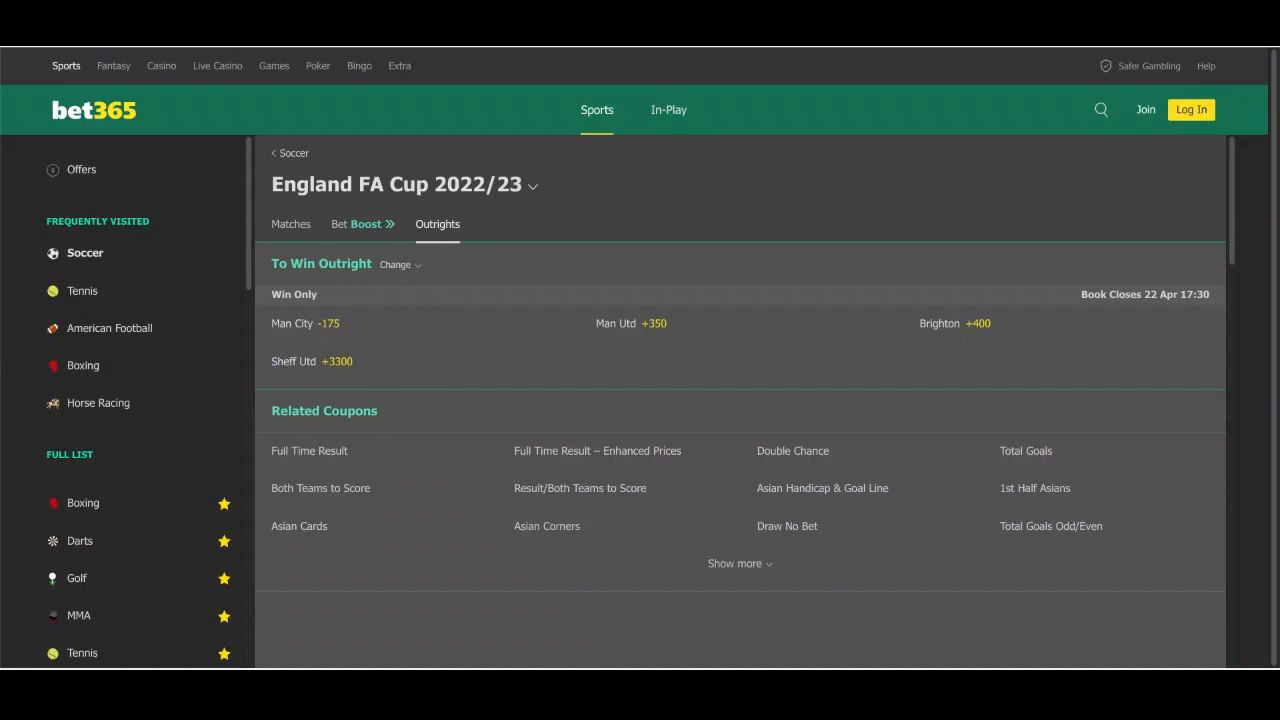 Sports Fantasy Casino Live Casino Games Poker Bingo Extra Safer Gambling Help
bet365 Sports In-Play Join Log In
Offers
FREQUENTLY VISITED
Soccer
Tennis
American Football
Boxing
Horse Racing
FULL LIST
Boxing
Darts
Golf
MMA
Tennis
< Soccer
England FA Cup 2022/23
Matches Bet Boost Outrights
To Win Outright Change
Win Only Book Closes 22 Apr 17:30
Man City -175 Man Utd +350 Brighton +400
Sheff Utd +3300
Related Coupons
Full Time Result Full Time Result – Enhanced Prices Double Chance Total Goals
Both Teams to Score Result/Both Teams to Score Asian Handicap & Goal Line 1st Half Asians
Asian Cards Asian Corners Draw No Bet Total Goals Odd/Even
Show more